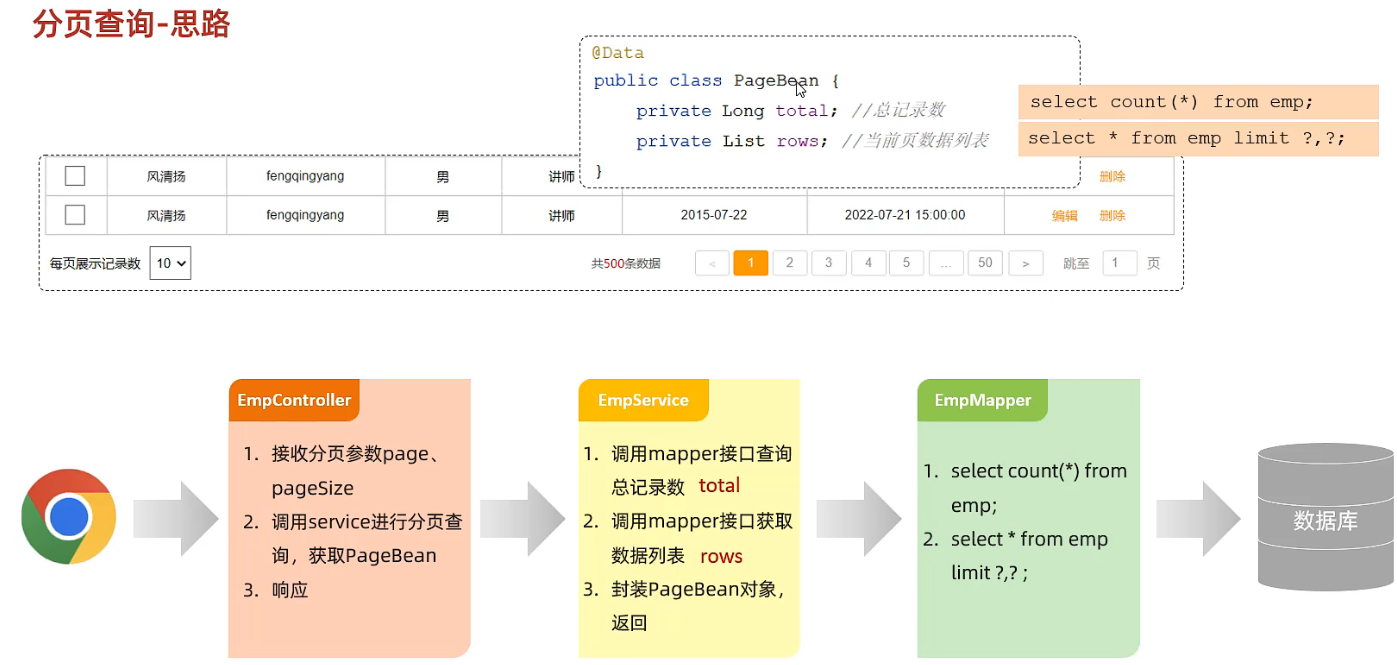 分页查询-思路
@Data
public class PageBean {
private Long total; //总记录数
private List rows; //当前页数据列表
}
select count(*) from emp;
select * from emp limit ?,?;
风清扬 fengqingyang 男 讲师 删除
风清扬 fengqingyang 男 讲师 2015-07-22 2022-07-21 15:00:00 编辑 删除
每页展示记录数 10 共500条数据 < 1 2 3 4 5 ... 50 > 跳至 1 页
EmpController
1. 接收分页参数page、
pageSize
2. 调用service进行分页查
询，获取PageBean
3. 响应
EmpService
1. 调用mapper接口查询
总记录数 total
2. 调用mapper接口获取
数据列表 rows
3. 封装PageBean对象，
返回
EmpMapper
1. select count(*) from
emp;
2. select * from emp
limit ?,? ;
数据库